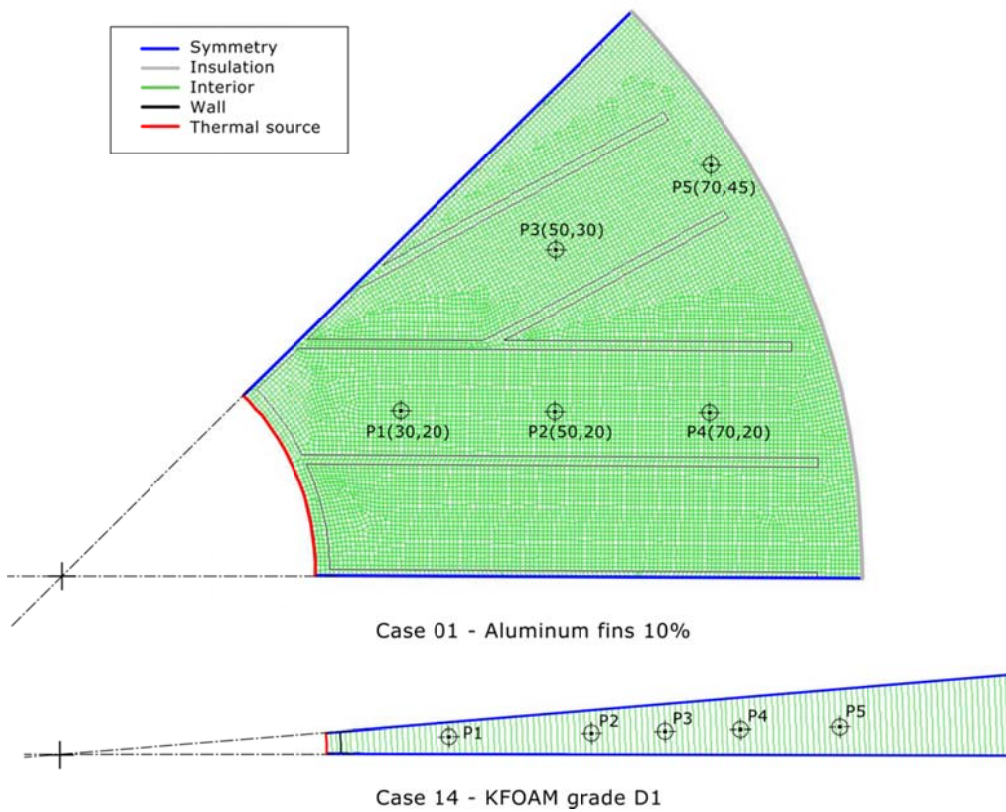 Symmetry
Insulation
Interior
Wall
Thermal source
P5(70,45)
P3(50,30)
P1(30,20)
P2(50,20)
P4(70,20)
Case 01 - Aluminum fins 10%
P1
P2
P3
P4
P5
Case 14 - KFOAM grade D1